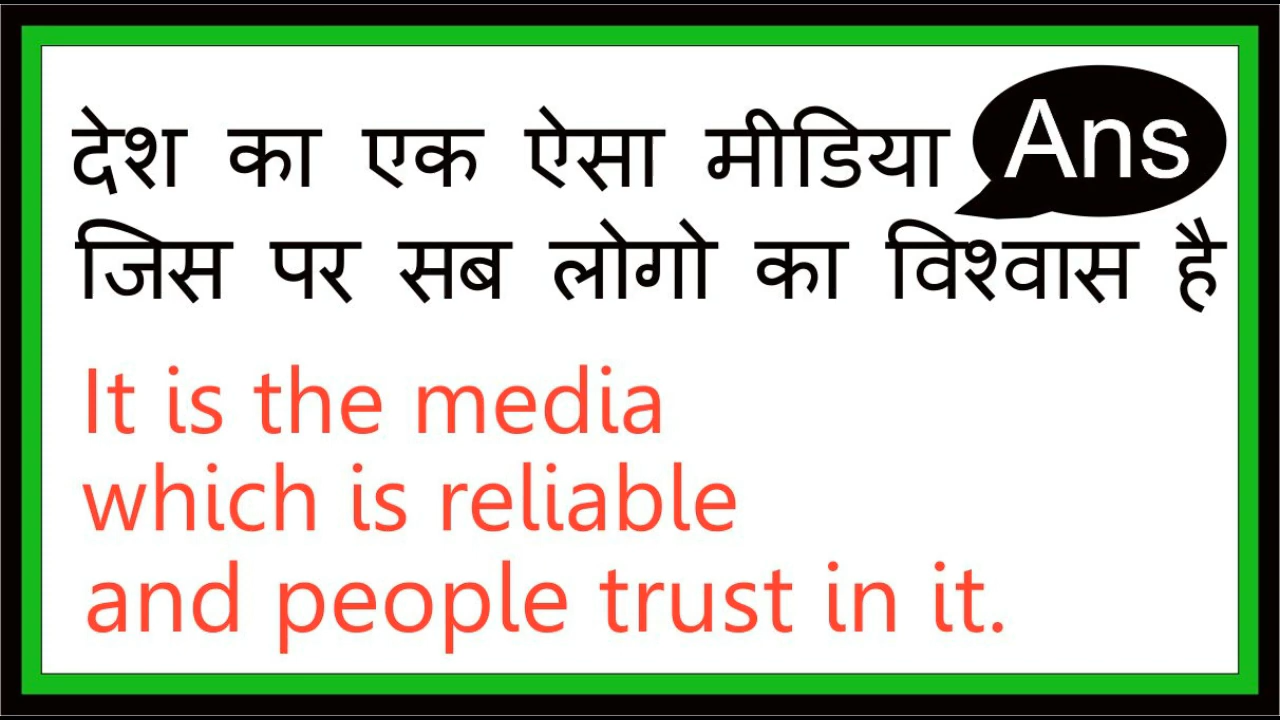 देश का एक ऐसा मीडिया
Ans
जिस पर सब लोगो का विश्वास है
It is the media
which is reliable
and people trust in it.